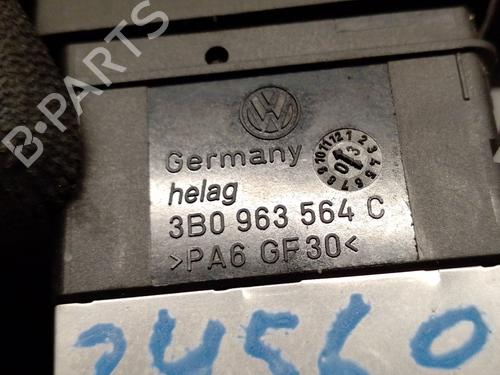 B-PARTS
Germany
helag
3B0 963 564 C
>PA6 GF30<
24560